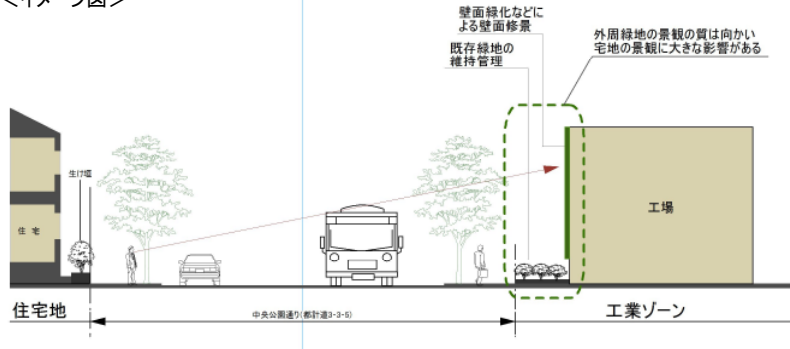 <イメージ図>
壁面緑化などに
よる壁面修景
既存緑地の
維持管理
外周緑地の景観の質は向かい
宅地の景観に大きな影響がある
生け垣
住宅
工場
住宅地
中央公園通り(都計道3-3-5)
工業ゾーン